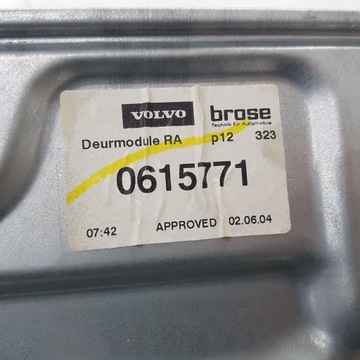 VOLVO brose
Technik für Automobile
Deurmodule RA p12 323
0615771
07:42 APPROVED 02.06.04